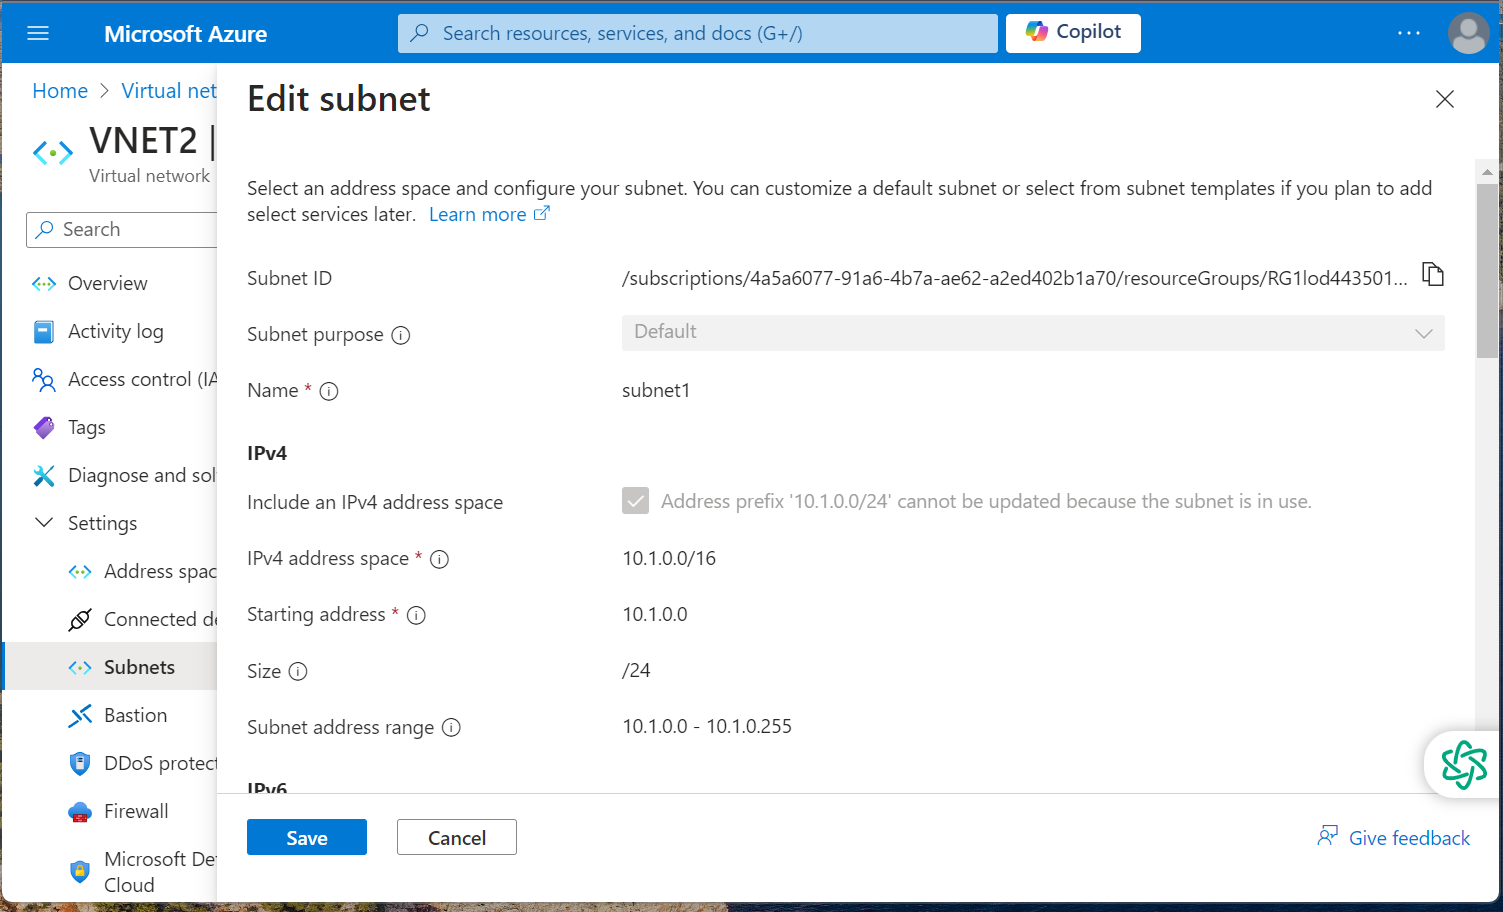 Microsoft Azure
Search resources, services, and docs (G+/)
Copilot
Home > Virtual net
VNET2 |
Virtual network
Search
Overview
Activity log
Access control (IA
Tags
Diagnose and sol
Settings
Address spac
Connected de
Subnets
Bastion
DDoS protect
Firewall
Microsoft De
Cloud
Edit subnet
Select an address space and configure your subnet. You can customize a default subnet or select from subnet templates if you plan to add
select services later. Learn more
Subnet ID /subscriptions/4a5a6077-91a6-4b7a-ae62-a2ed402b1a70/resourceGroups/RG1lod443501...
Subnet purpose Default
Name * subnet1
IPv4
Include an IPv4 address space Address prefix '10.1.0.0/24' cannot be updated because the subnet is in use.
IPv4 address space * 10.1.0.0/16
Starting address * 10.1.0.0
Size /24
Subnet address range 10.1.0.0 - 10.1.0.255
IPv6
Save Cancel
Give feedback